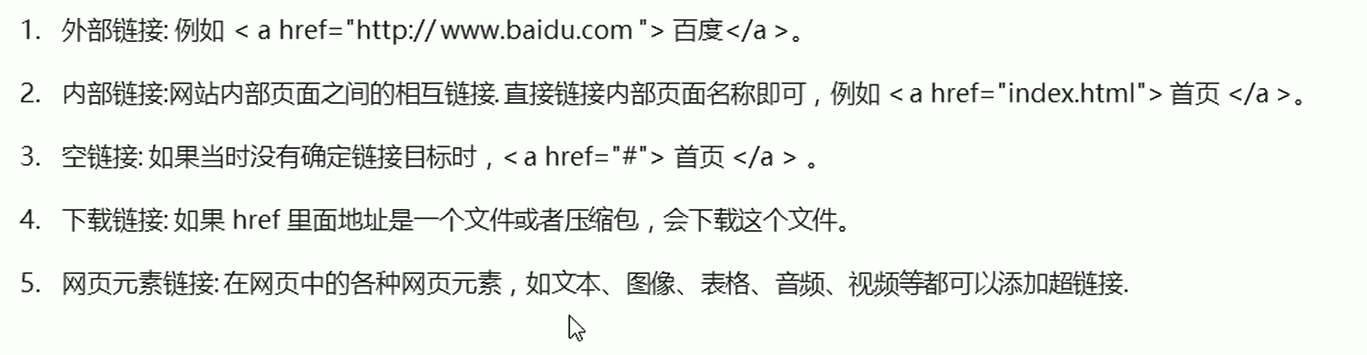 1. 外部链接: 例如 < a href="http:// www.baidu.com "> 百度</a >。
2. 内部链接:网站内部页面之间的相互链接. 直接链接内部页面名称即可，例如 < a href="index.html"> 首页 </a >。
3. 空链接: 如果当时没有确定链接目标时，< a href="#"> 首页 </a > 。
4. 下载链接: 如果 href 里面地址是一个文件或者压缩包，会下载这个文件。
5. 网页元素链接: 在网页中的各种网页元素，如文本、图像、表格、音频、视频等都可以添加超链接.